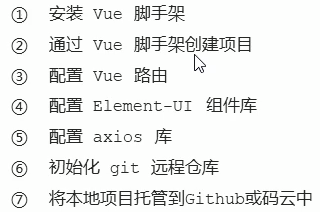 ① 安装 Vue 脚手架
② 通过 Vue 脚手架创建项目
③ 配置 Vue 路由
④ 配置 Element-UI 组件库
⑤ 配置 axios 库
⑥ 初始化 git 远程仓库
⑦ 将本地项目托管到Github或码云中